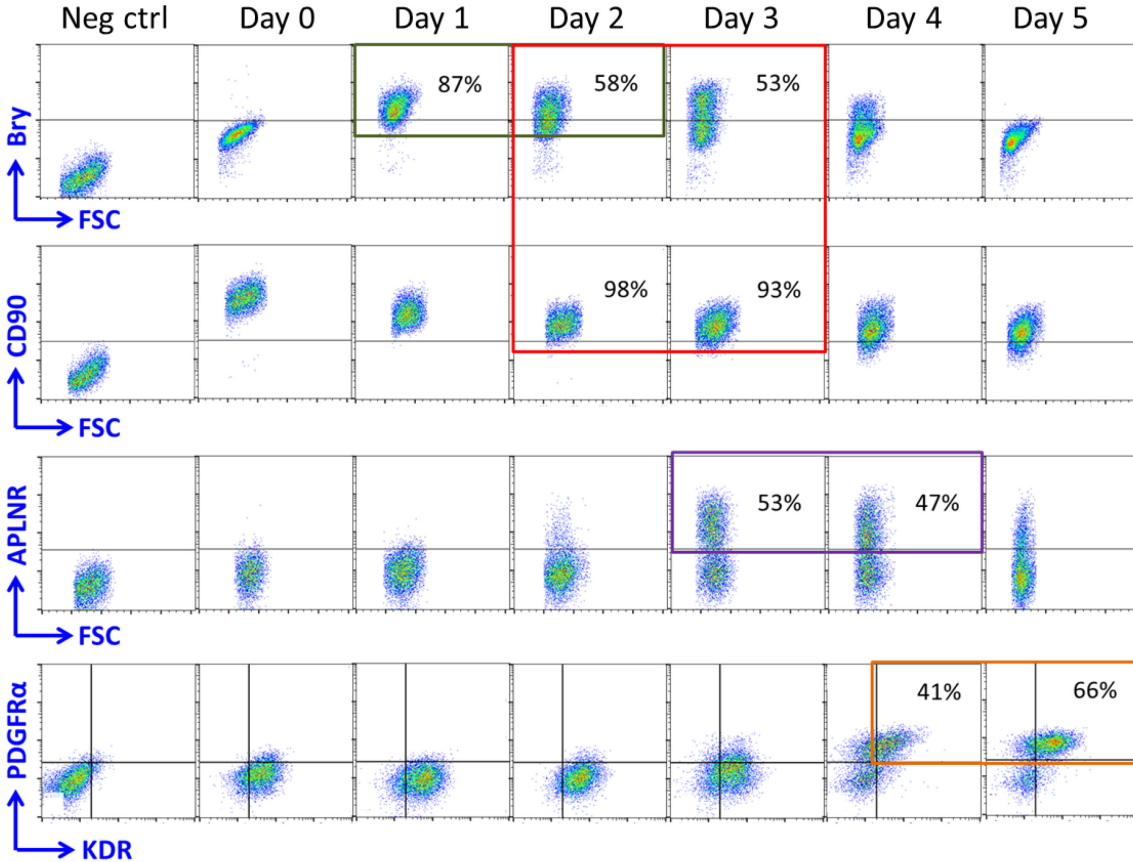 Neg ctrl Day 0 Day 1 Day 2 Day 3 Day 4 Day 5
Bry
87% 58% 53%
FSC
CD90
98% 93%
FSC
APLNR
53% 47%
FSC
PDGFRα
41% 66%
KDR